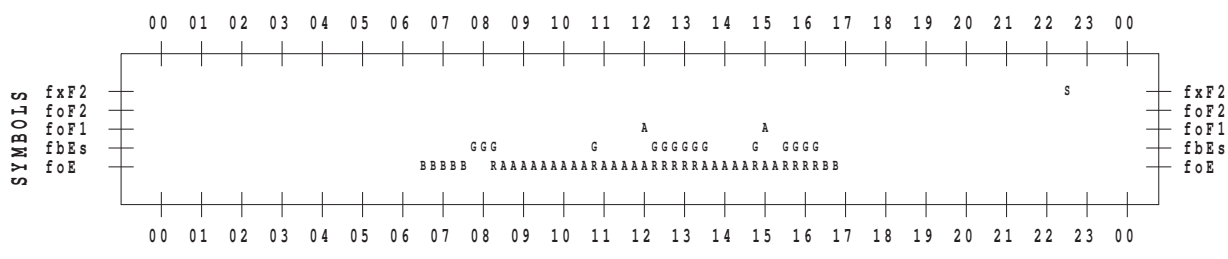 00 01 02 03 04 05 06 07 08 09 10 11 12 13 14 15 16 17 18 19 20 21 22 23 00
SYMBOLS
fxF2 S fxF2
foF2 foF2
foF1 A A foF1
fbEs GGG G GGGGGG G GGGG fbEs
foE BBBBB RAAAAAAAAARAAAAARRRRRAAAAARAARRRRBB foE
00 01 02 03 04 05 06 07 08 09 10 11 12 13 14 15 16 17 18 19 20 21 22 23 00